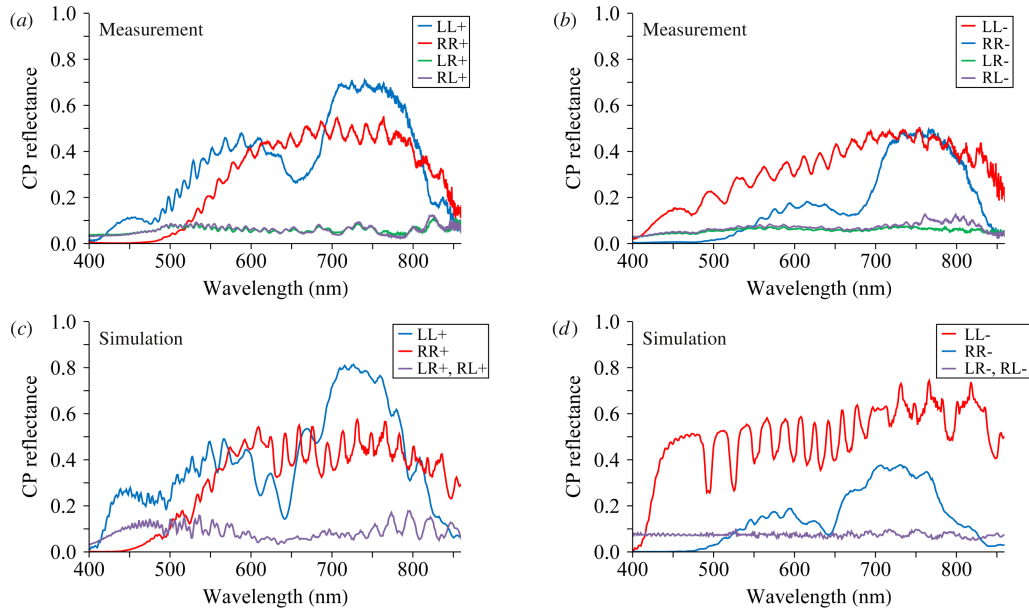 (a)
Measurement
LL+
RR+
LR+
RL+
1.0
0.8
0.6
0.4
0.2
0.0
CP reflectance
400 500 600 700 800
Wavelength (nm)
(b)
Measurement
LL-
RR-
LR-
RL-
1.0
0.8
0.6
0.4
0.2
0.0
CP reflectance
400 500 600 700 800
Wavelength (nm)
(c)
Simulation
LL+
RR+
LR+, RL+
1.0
0.8
0.6
0.4
0.2
0.0
CP reflectance
400 500 600 700 800
Wavelength (nm)
(d)
Simulation
LL-
RR-
LR-, RL-
1.0
0.8
0.6
0.4
0.2
0.0
CP reflectance
400 500 600 700 800
Wavelength (nm)